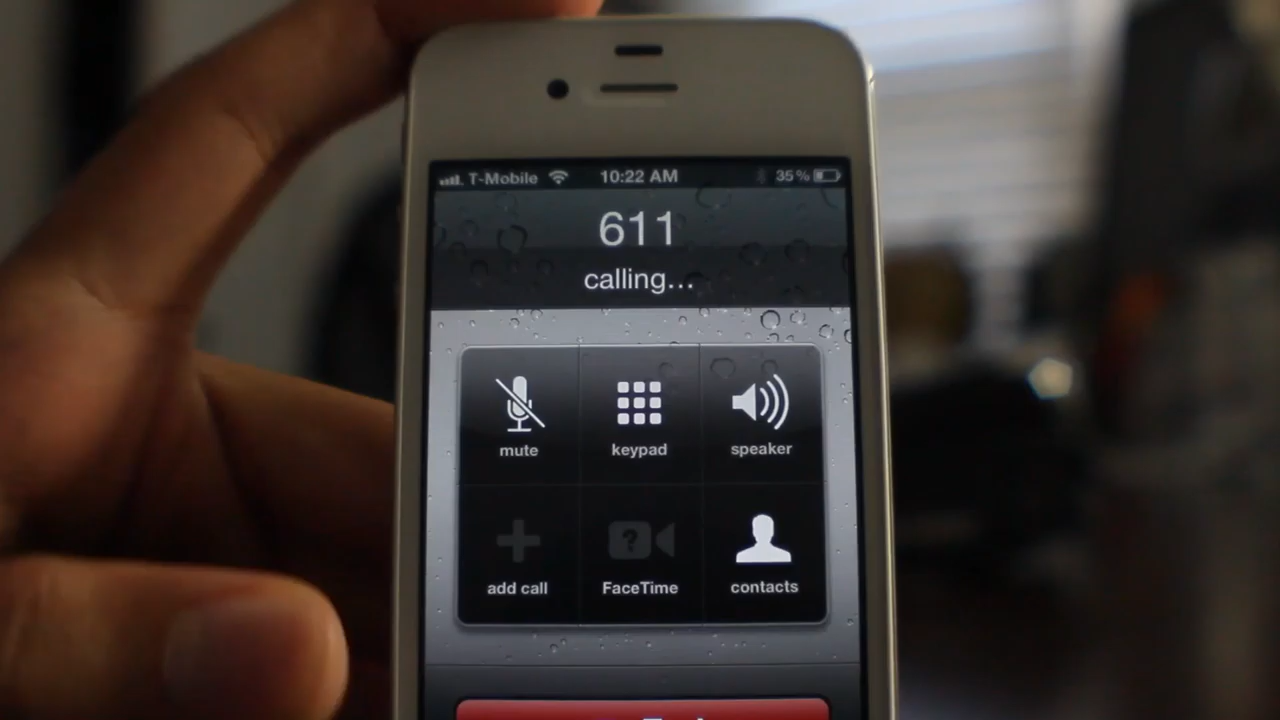 T-Mobile 10:22 AM 35%
611
calling...
mute keypad speaker
?
add call FaceTime contacts